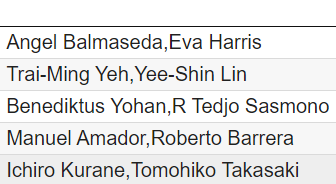 Angel Balmaseda,Eva Harris
Trai-Ming Yeh,Yee-Shin Lin
Benediktus Yohan,R Tedjo Sasmono
Manuel Amador,Roberto Barrera
Ichiro Kurane,Tomohiko Takasaki